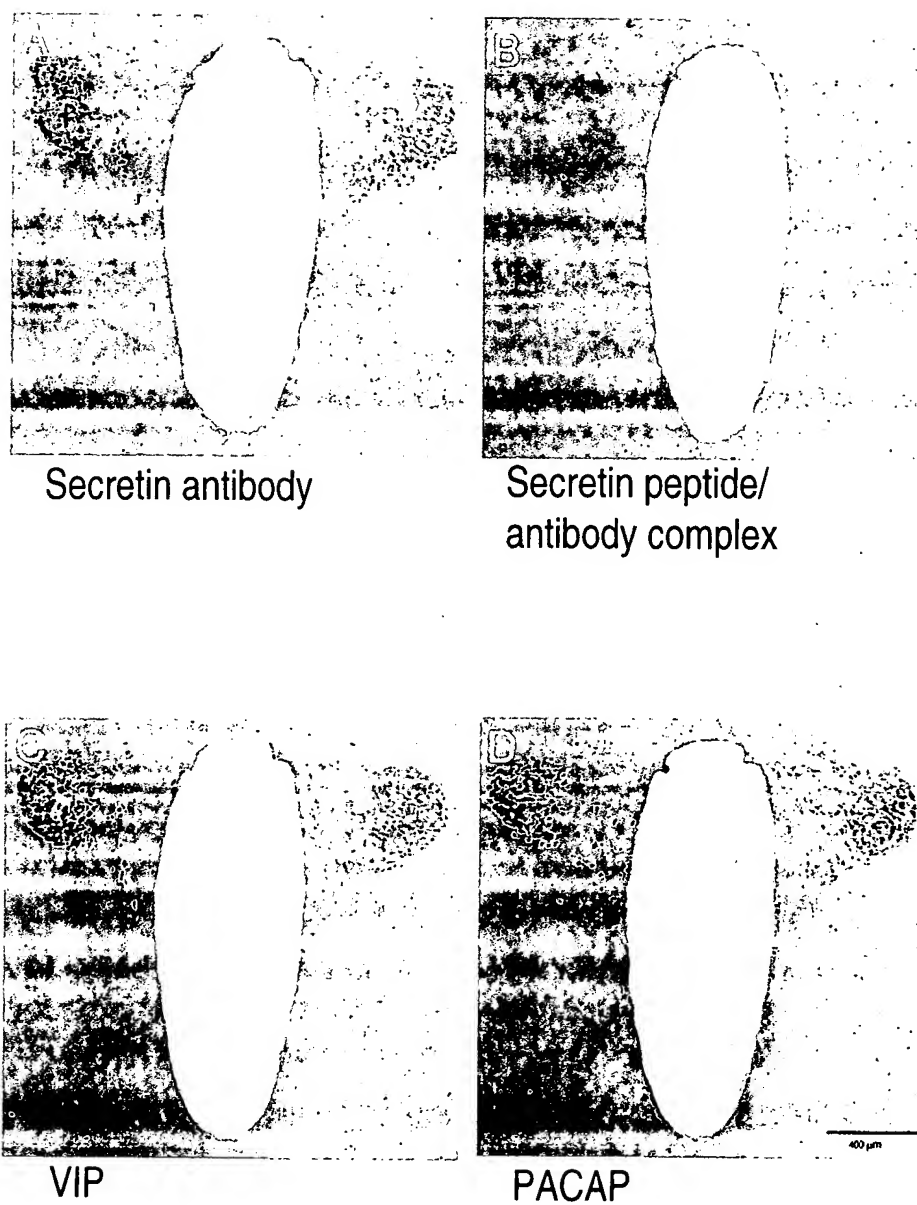 A
B
Secretin antibody
Secretin peptide/
antibody complex
C
D
400 µm
VIP
PACAP